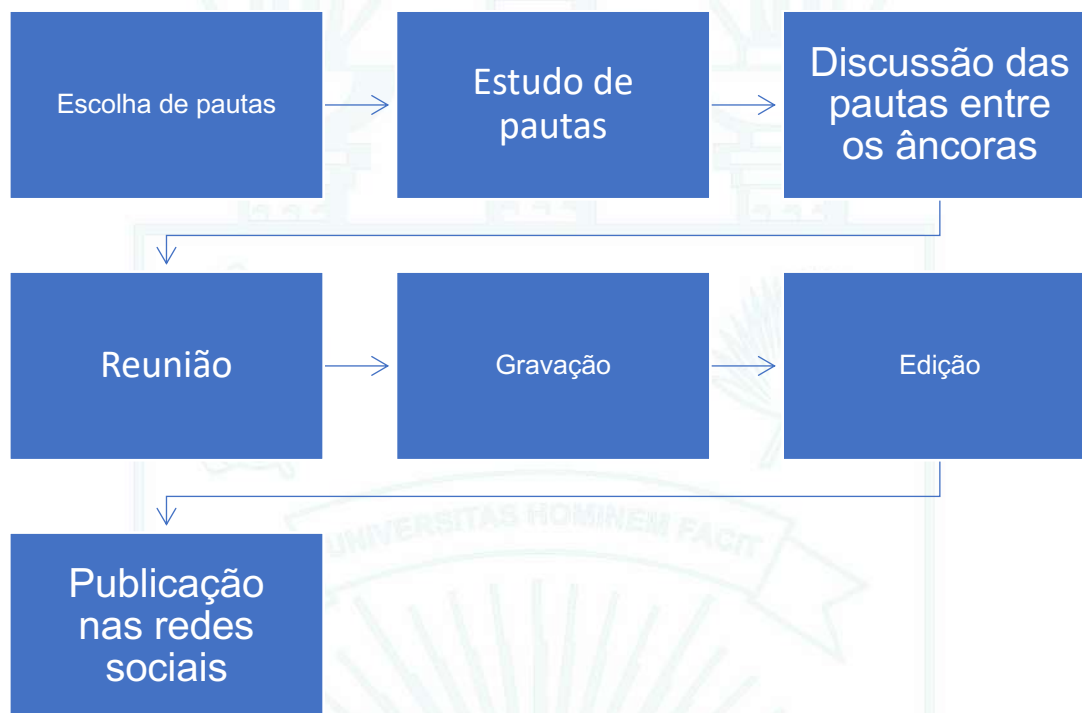 Escolha de pautas
Estudo de
pautas
Discussão das
pautas entre
os âncoras
Reunião
Gravação
Edição
UNIVERSITAS HOMINEM FACIT
Publicação
nas redes
sociais